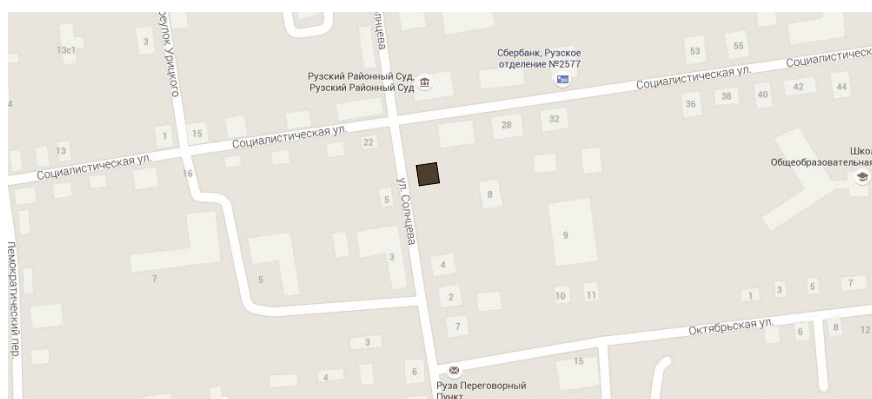 13с1
3
реулок Урицкого
Солнцева
Сбербанк, Рузское
отделение №2577
53
55
Социалистическа
Рузский Районный Суд,
Рузский Районный Суд
Социалистическая ул.
36
38
40
42
44
4
13
1
15
Социалистическая ул.
22
28
32
Социалистическая ул.
16
Шко
Общеобразовательная
5
ул. Солнцева
8
9
3
4
7
5
2
10
11
1
3
5
7
7
Демократический пер.
Октябрьская ул.
6
8
12
3
4
6
15
Руза Переговорный
Пункт